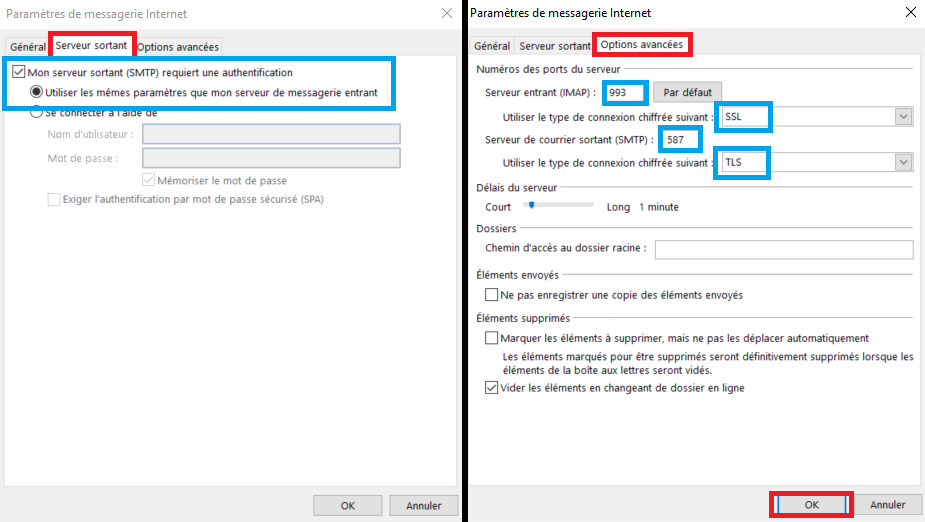 Paramètres de messagerie Internet
Général
Serveur sortant
Options avancées
Mon serveur sortant (SMTP) requiert une authentification
Utiliser les mêmes paramètres que mon serveur de messagerie entrant
Se connecter à l'aide de
Nom d'utilisateur :
Mot de passe :
Mémoriser le mot de passe
Exiger l'authentification par mot de passe sécurisé (SPA)
OK
Annuler
Paramètres de messagerie Internet
Général
Serveur sortant
Options avancées
Numéros des ports du serveur
Serveur entrant (IMAP) : 993 Par défaut
Utiliser le type de connexion chiffrée suivant : SSL
Serveur de courrier sortant (SMTP) : 587
Utiliser le type de connexion chiffrée suivant : TLS
Délais du serveur
Court Long 1 minute
Dossiers
Chemin d'accès au dossier racine :
Éléments envoyés
Ne pas enregistrer une copie des éléments envoyés
Éléments supprimés
Marquer les éléments à supprimer, mais ne pas les déplacer automatiquement
Les éléments marqués pour être supprimés seront définitivement supprimés lorsque les
éléments de la boîte aux lettres seront vidés.
Vider les éléments en changeant de dossier en ligne
OK
Annuler